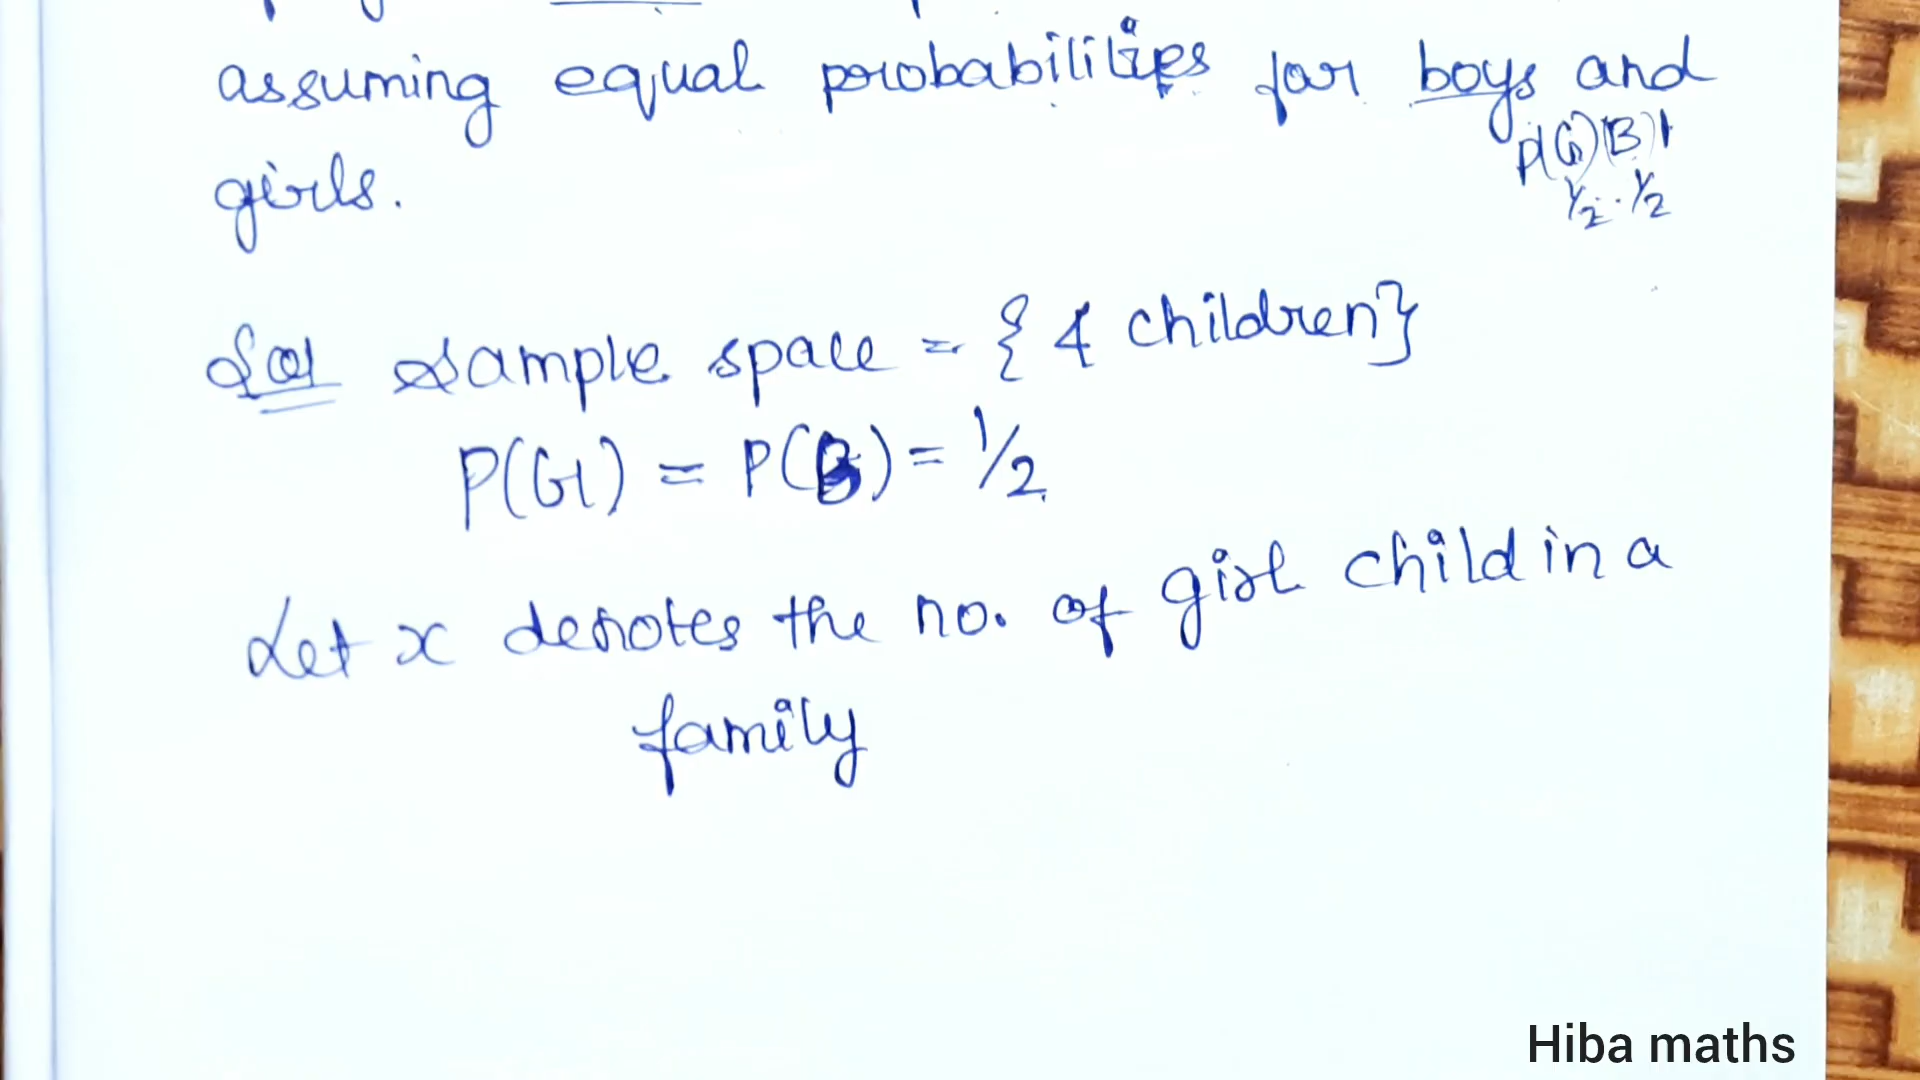 assuming equal probabilities for boys and
P(G) (B)
1/2 · 1/2
girls.
Sol Sample space = { 4 children}
P(G) = P(B) = 1/2
Let x denotes the no. of girl child in a
family
Hiba maths